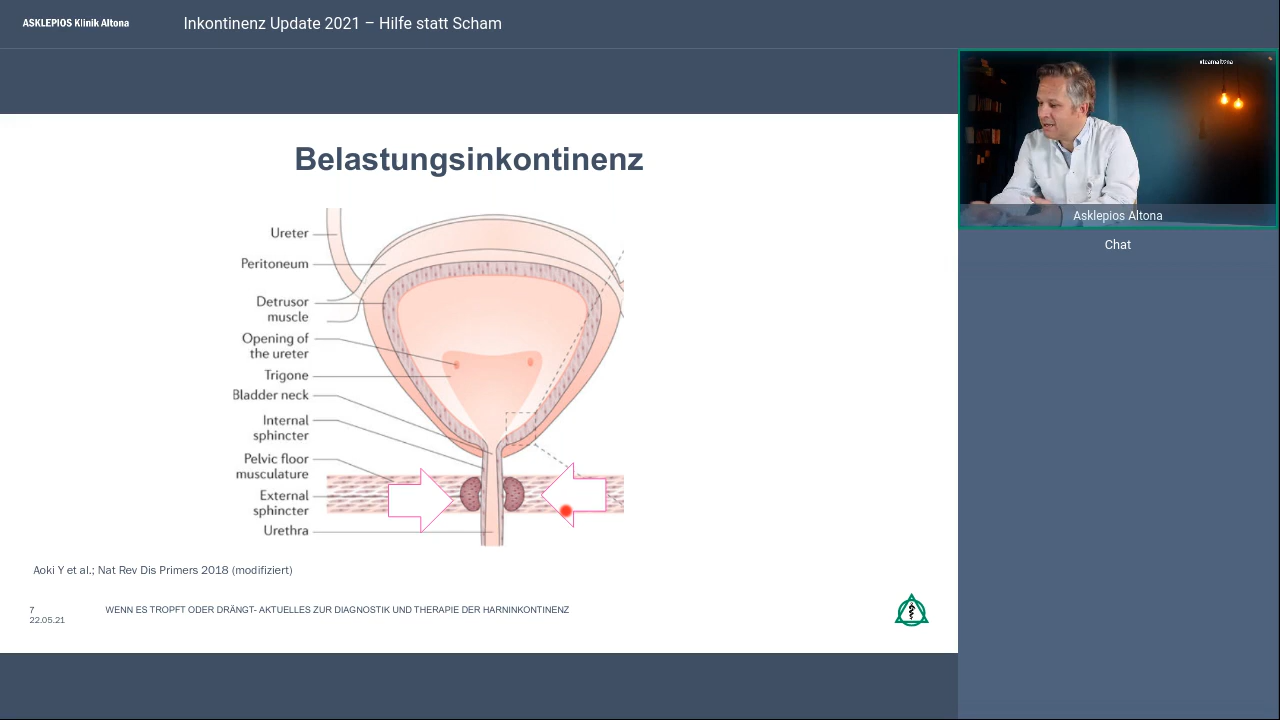 ASKLEPIOS Klinik Altona
Inkontinenz Update 2021 – Hilfe statt Scham
#teamaltona
Asklepios Altona
Chat
Belastungsinkontinenz
Ureter
Peritoneum
Detrusor
muscle
Opening of
the ureter
Trigone
Bladder neck
Internal
sphincter
Pelvic floor
musculature
External
sphincter
Urethra
Aoki Y et al.; Nat Rev Dis Primers 2018 (modifiziert)
7
22.05.21
WENN ES TROPFT ODER DRÄNGT- AKTUELLES ZUR DIAGNOSTIK UND THERAPIE DER HARNINKONTINENZ